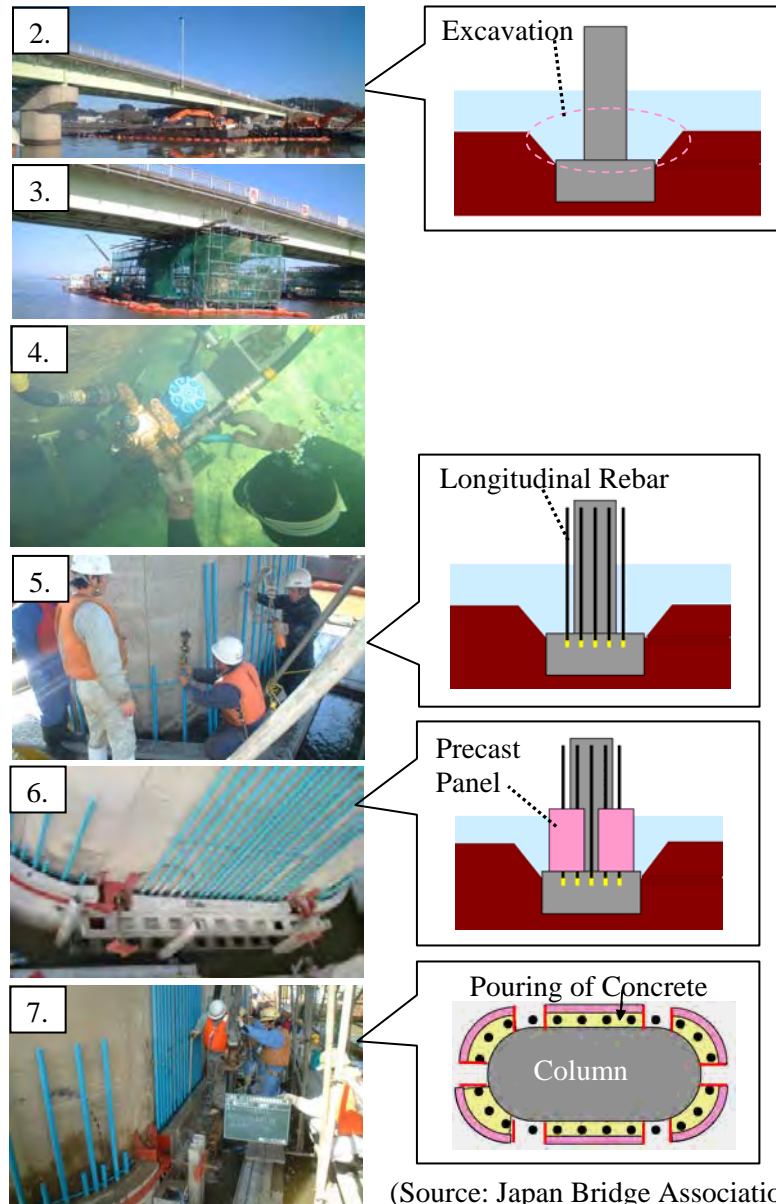 2.
Excavation
3.
4.
Longitudinal Rebar
5.
Precast
Panel
6.
Pouring of Concrete
7.
Column
(Source: Japan Bridge Associatio